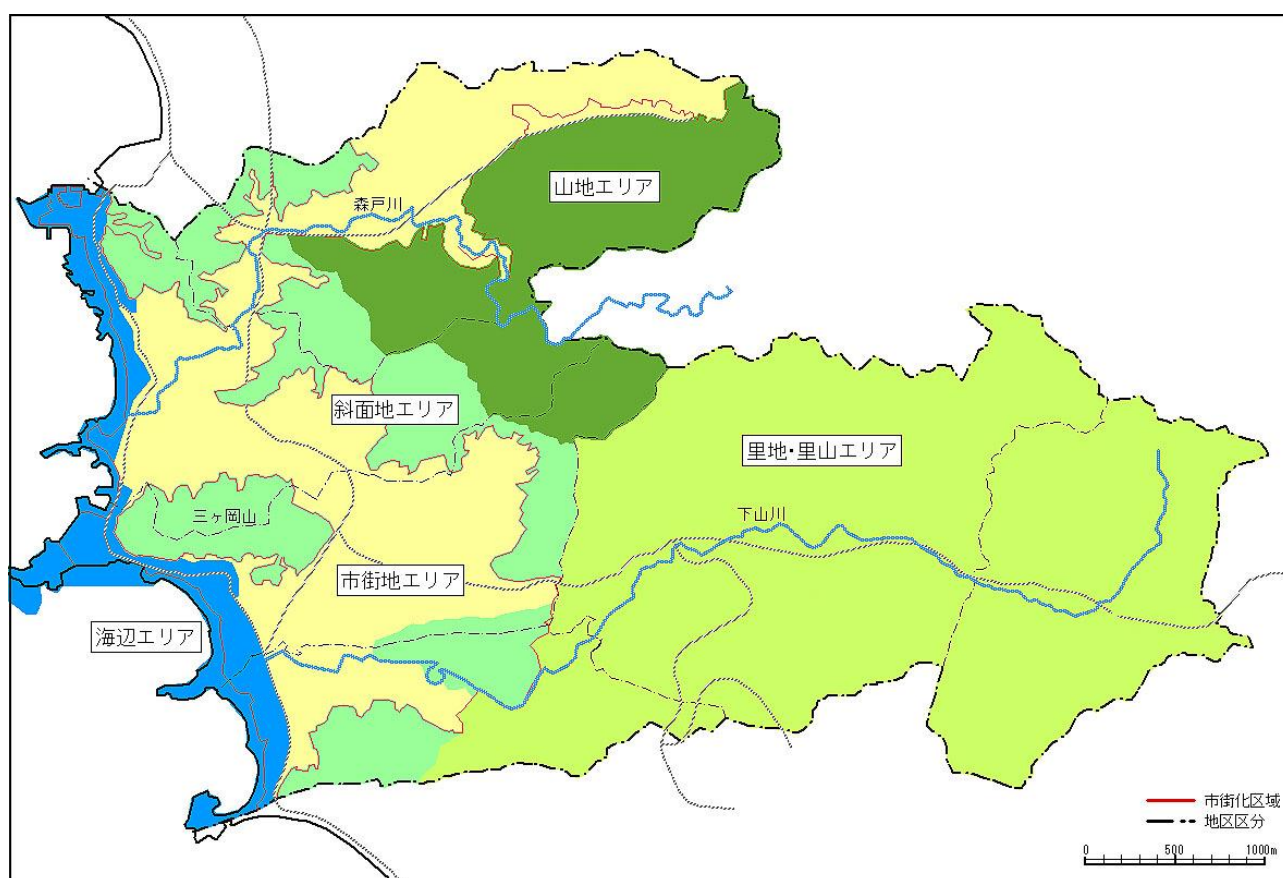 山地エリア
森戸川
斜面地エリア
里地・里山エリア
三ヶ岡山
下山川
市街地エリア
海辺エリア
市街化区域
地区区分
0 500 1000m